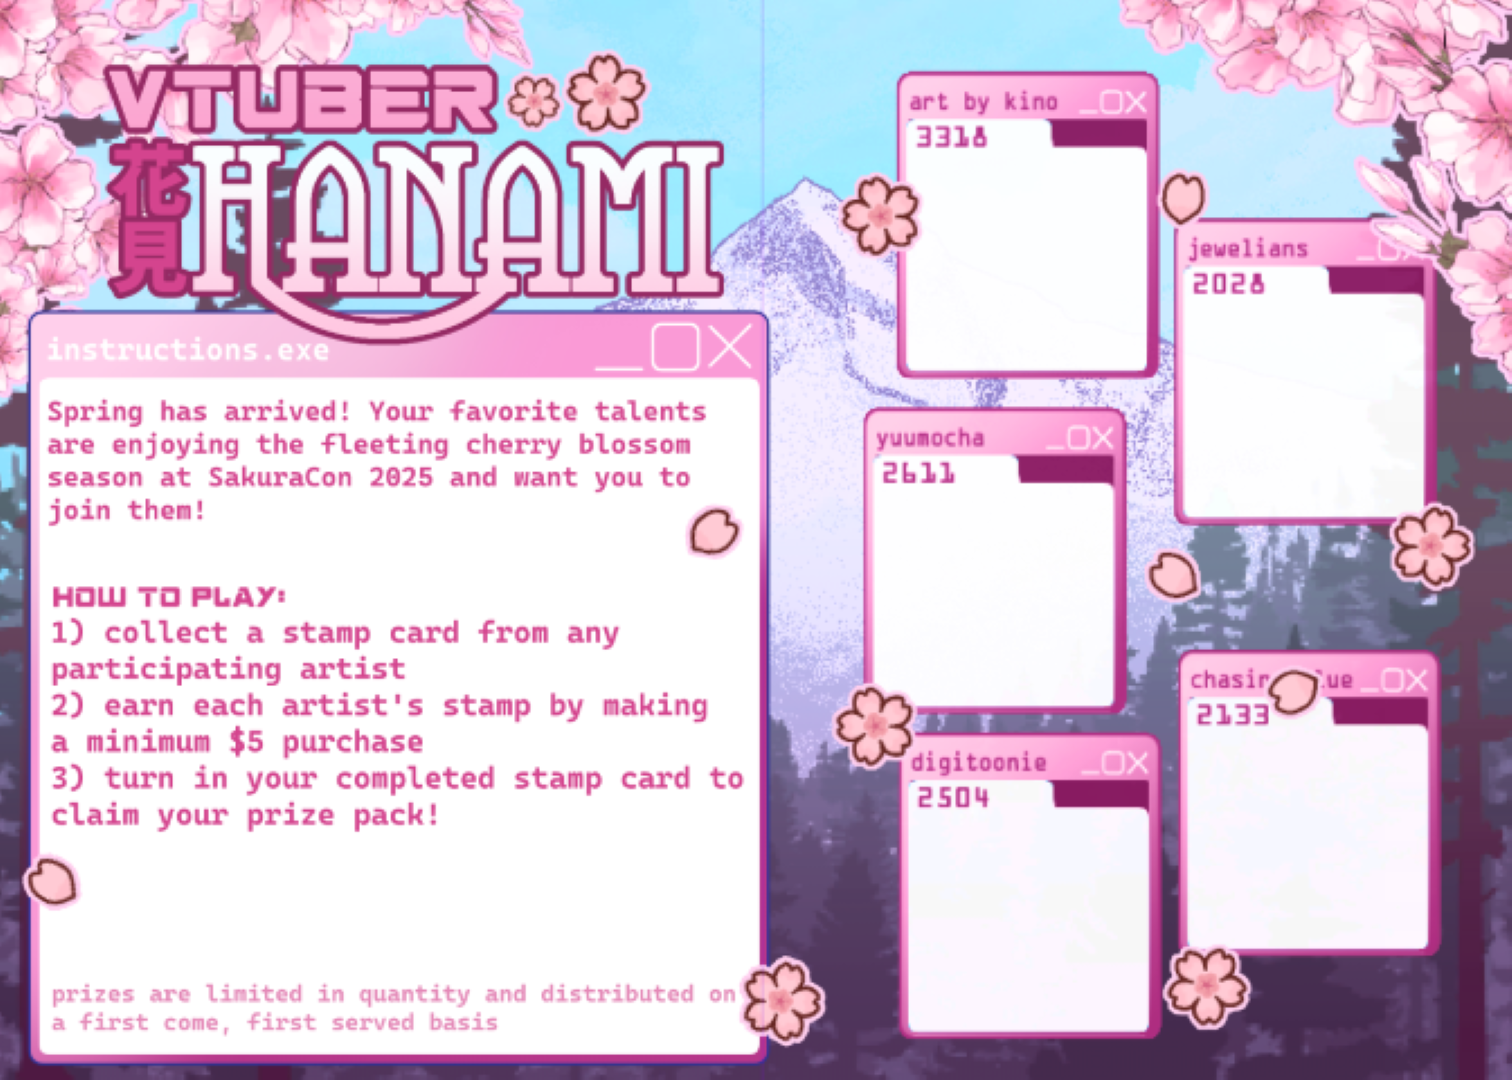 VTUBER
花見 HANAMI
instructions.exe
Spring has arrived! Your favorite talents
are enjoying the fleeting cherry blossom
season at SakuraCon 2025 and want you to
join them!
HOW TO PLAY:
1) collect a stamp card from any
participating artist
2) earn each artist's stamp by making
a minimum $5 purchase
3) turn in your completed stamp card to
claim your prize pack!
prizes are limited in quantity and distributed on
a first come, first served basis
art by kino
3318
jewelians
2028
yuumocha
2611
2133
digitoonie
2504